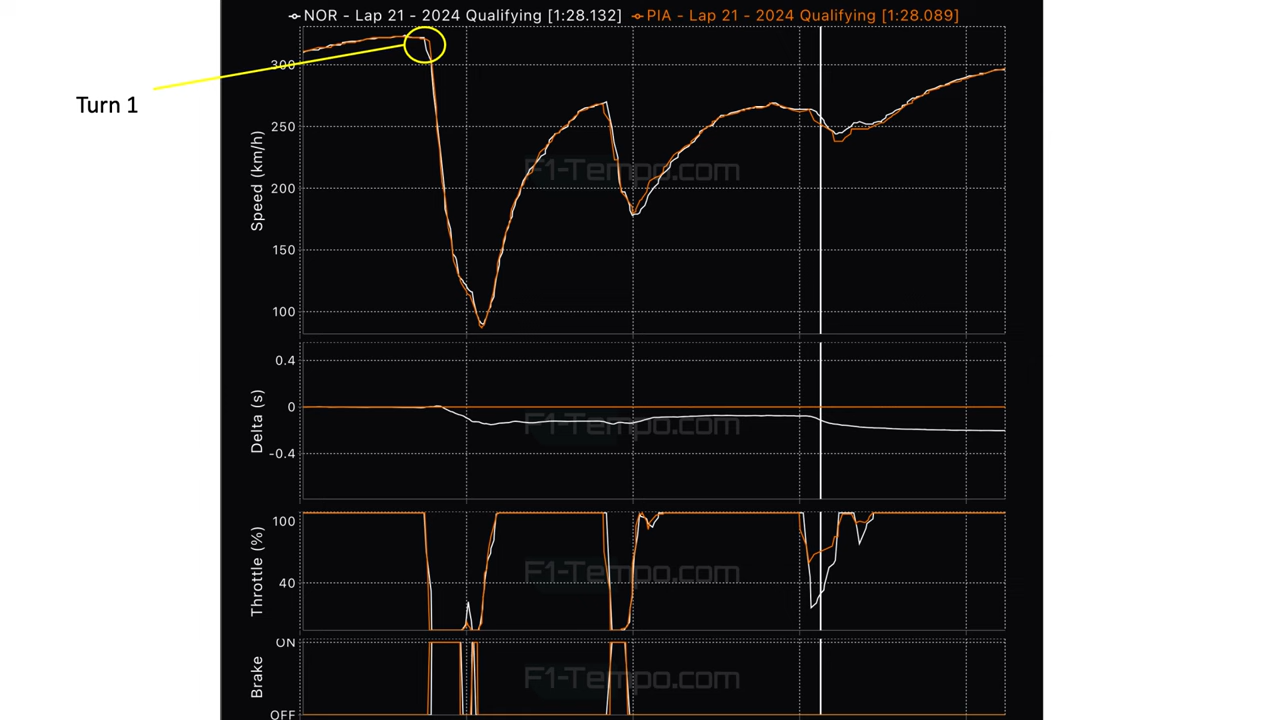 NOR - Lap 21 - 2024 Qualifying [1:28.132] PIA - Lap 21 - 2024 Qualifying [1:28.089]
Turn 1
Speed (km/h)
300
250
200
150
100
F1-Tempo.com
Delta (s)
0.4
0
-0.4
F1-Tempo.com
Throttle (%)
100
40
F1-Tempo.com
Brake
ON
OFF
F1-Tempo.com